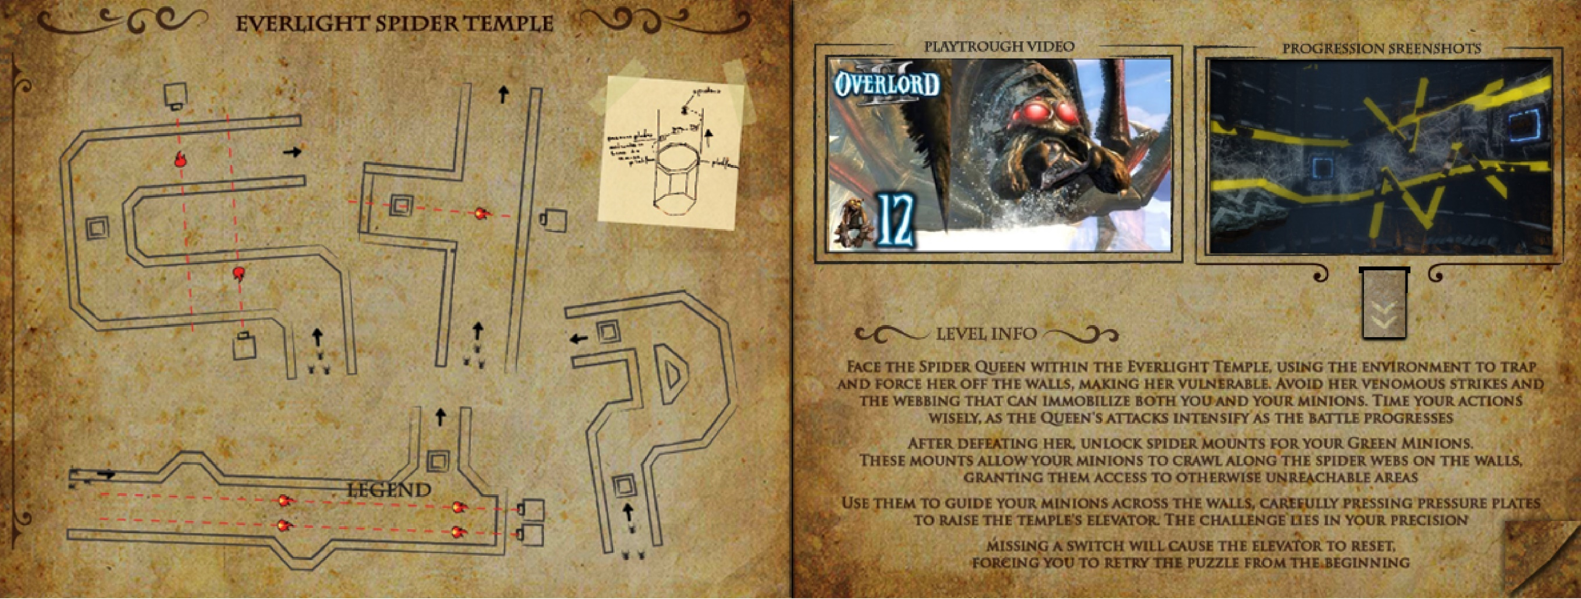 EVERLIGHT SPIDER TEMPLE
LEGEND
PLAYTROUGH VIDEO
OVERLORD
II
12
PROGRESSION SREENSHOTS
LEVEL INFO
FACE THE SPIDER QUEEN WITHIN THE EVERLIGHT TEMPLE, USING THE ENVIRONMENT TO TRAP
AND FORCE HER OFF THE WALLS, MAKING HER VULNERABLE. AVOID HER VENOMOUS STRIKES AND
THE WEBBING THAT CAN IMMOBILIZE BOTH YOU AND YOUR MINIONS. TIME YOUR ACTIONS
WISELY, AS THE QUEEN'S ATTACKS INTENSIFY AS THE BATTLE PROGRESSES
AFTER DEFEATING HER, UNLOCK SPIDER MOUNTS FOR YOUR GREEN MINIONS.
THESE MOUNTS ALLOW YOUR MINIONS TO CRAWL ALONG THE SPIDER WEBS ON THE WALLS,
GRANTING THEM ACCESS TO OTHERWISE UNREACHABLE AREAS
USE THEM TO GUIDE YOUR MINIONS ACROSS THE WALLS, CAREFULLY PRESSING PRESSURE PLATES
TO RAISE THE TEMPLE'S ELEVATOR. THE CHALLENGE LIES IN YOUR PRECISION
MISSING A SWITCH WILL CAUSE THE ELEVATOR TO RESET,
FORCING YOU TO RETRY THE PUZZLE FROM THE BEGINNING